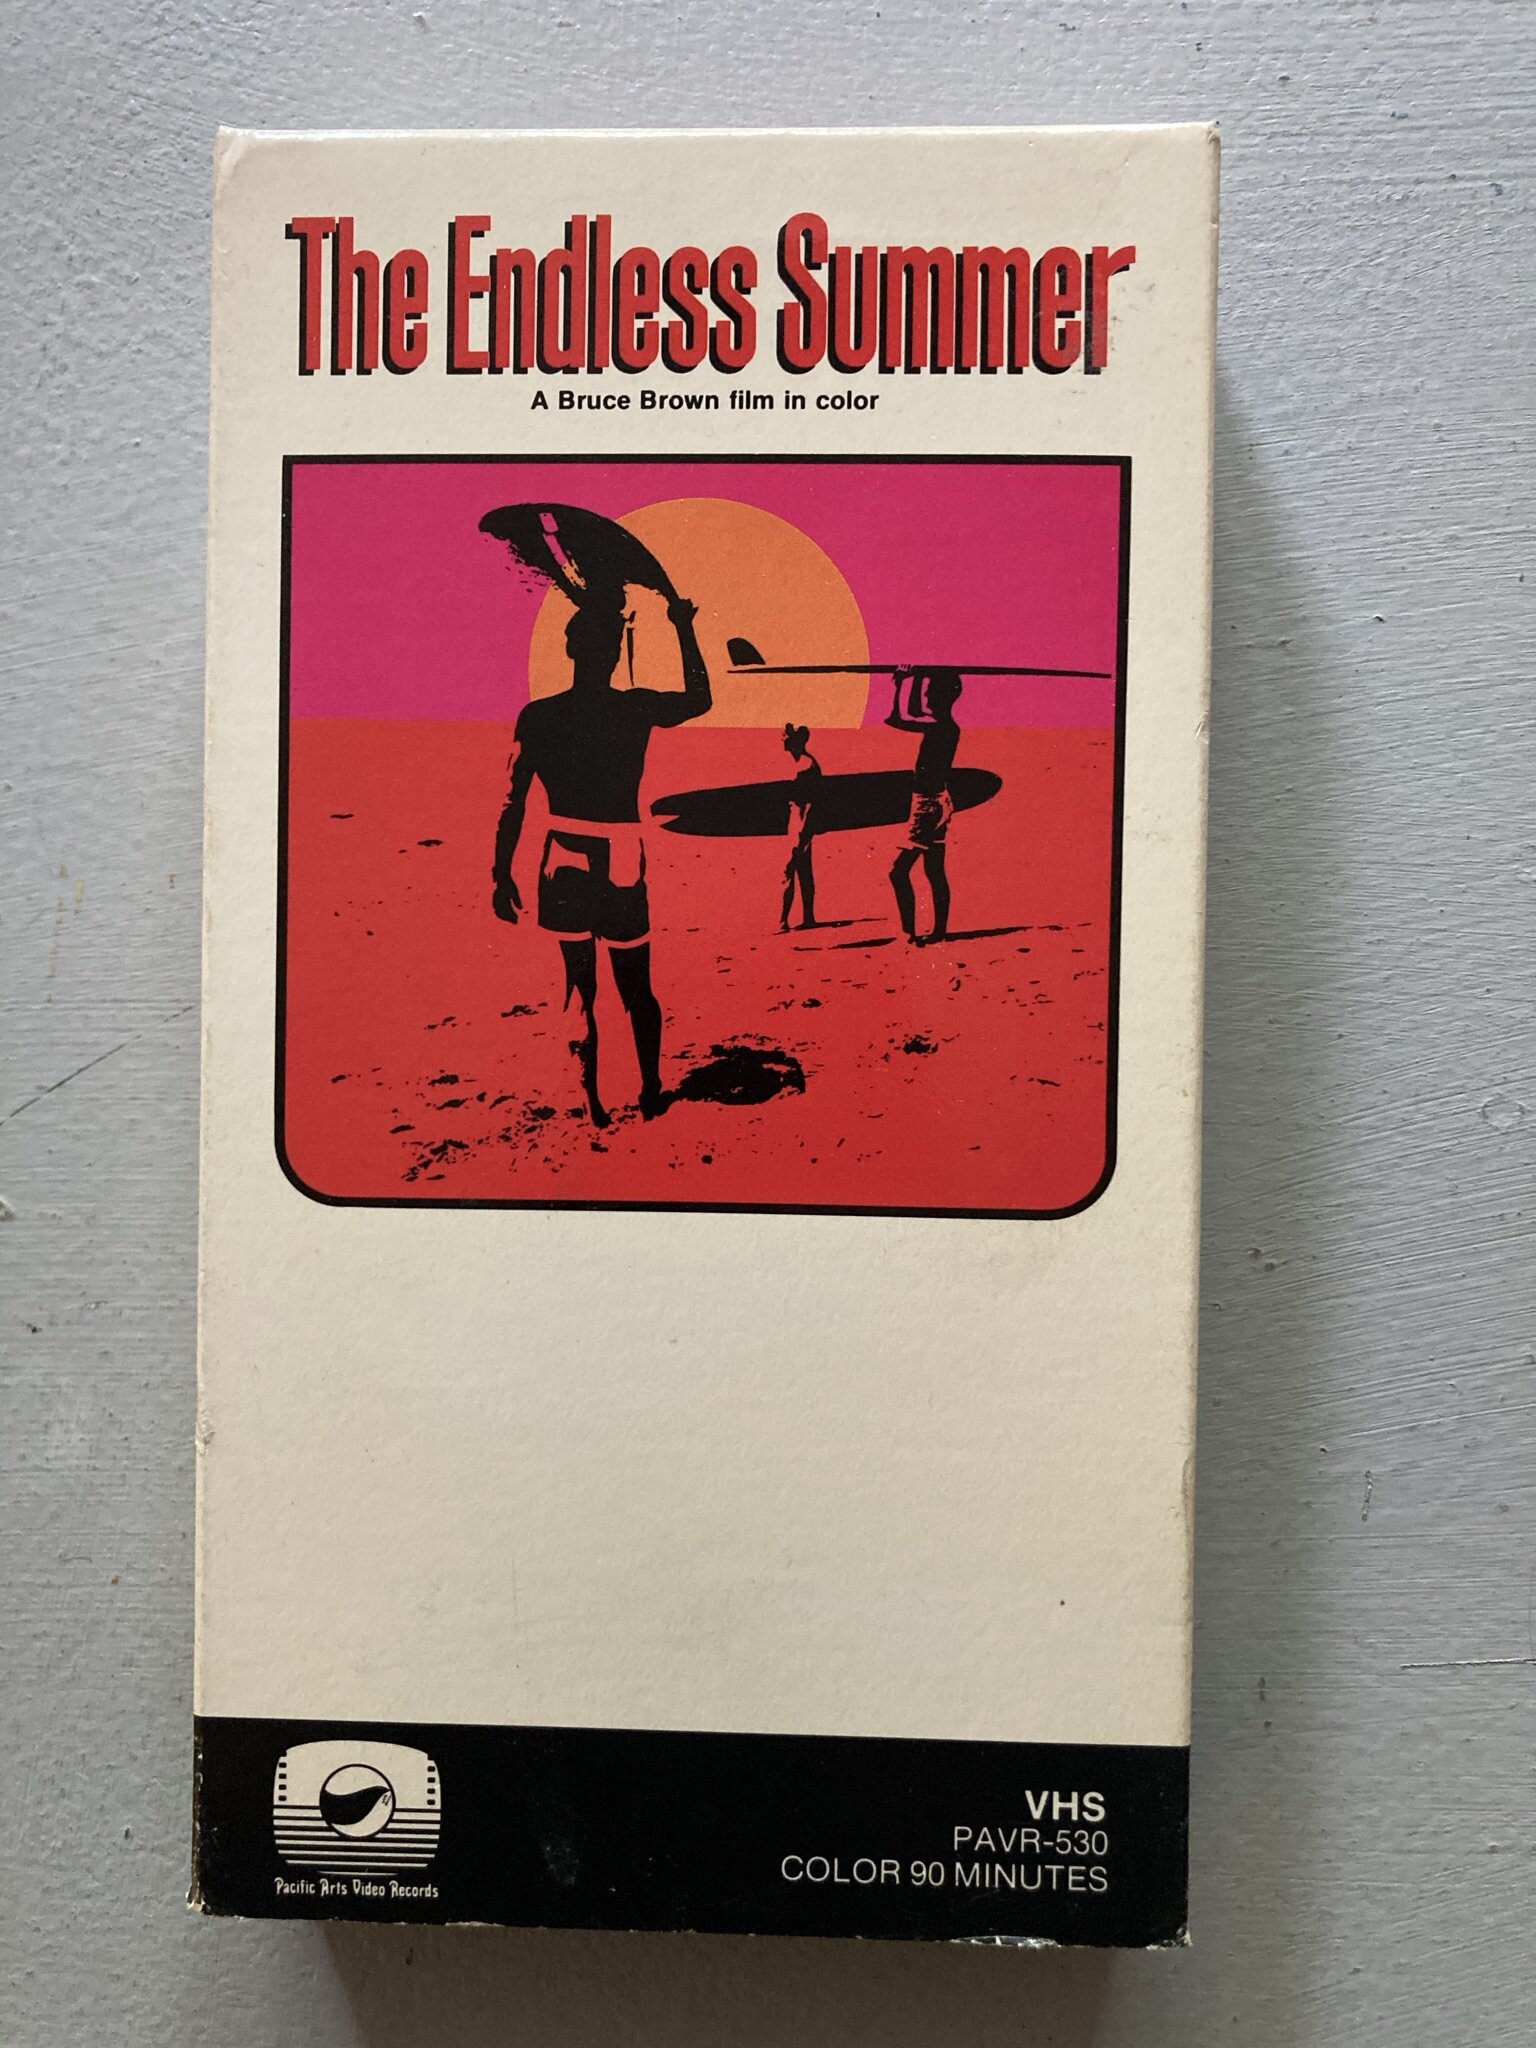 The Endless Summer
A Bruce Brown film in color
Pacific Arts Video Records
VHS
PAVR-530
COLOR 90 MINUTES